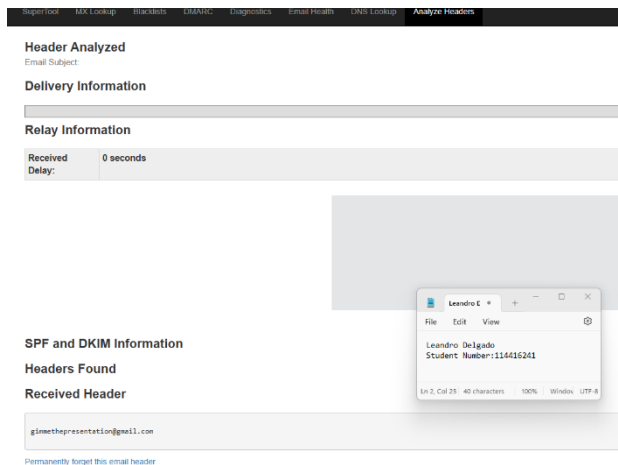 SuperTool MX Lookup Blacklists DMARC Diagnostics Email Health DNS Lookup Analyze Headers
Header Analyzed
Email Subject:
Delivery Information
Relay Information
Received Delay:
0 seconds
Leandro D
File Edit View
Leandro Delgado
Student Number:114416241
Ln 2, Col 25 40 characters 100% Window UTF-8
SPF and DKIM Information
Headers Found
Received Header
gimmethepresentation@gmail.com
Permanently forget this email header